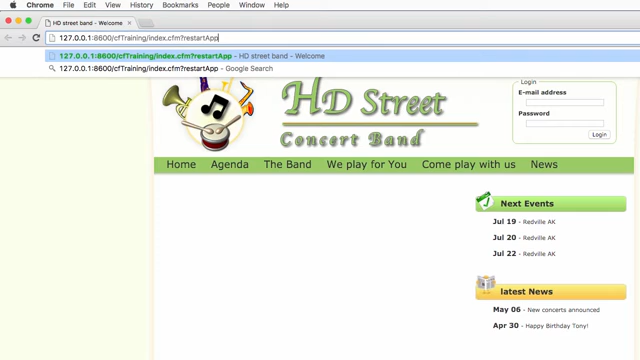 Chrome File Edit View History Bookmarks People Window Help
HD street band - Welcome
127.0.0.1:8600/cfTraining/index.cfm?restartApp
127.0.0.1:8600/cfTraining/index.cfm?restartApp - HD street band - Welcome
127.0.0.1:8600/cfTraining/index.cfm?restartApp - Google Search
HD Street
Concert Band
Login
E-mail address
Password
Login
Home Agenda The Band We play for You Come play with us News
Next Events
Jul 19 - Redville AK
Jul 20 - Redville AK
Jul 22 - Redville AK
latest News
May 06 - New concerts announced
Apr 30 - Happy Birthday Tony!